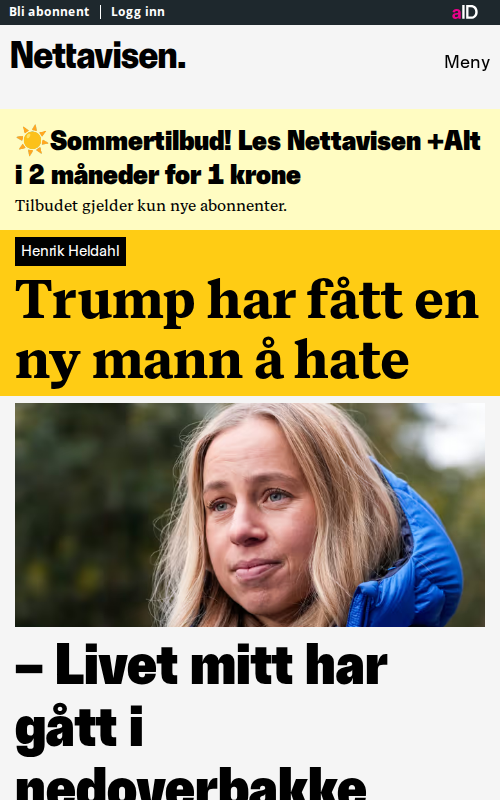 Bli abonnent | Logg inn
aID
Nettavisen.
Meny
☀️Sommertilbud! Les Nettavisen +Alt
i 2 måneder for 1 krone
Tilbudet gjelder kun nye abonnenter.
Henrik Heldahl
Trump har fått en
ny mann å hate
– Livet mitt har
gått i
nedoverbakke